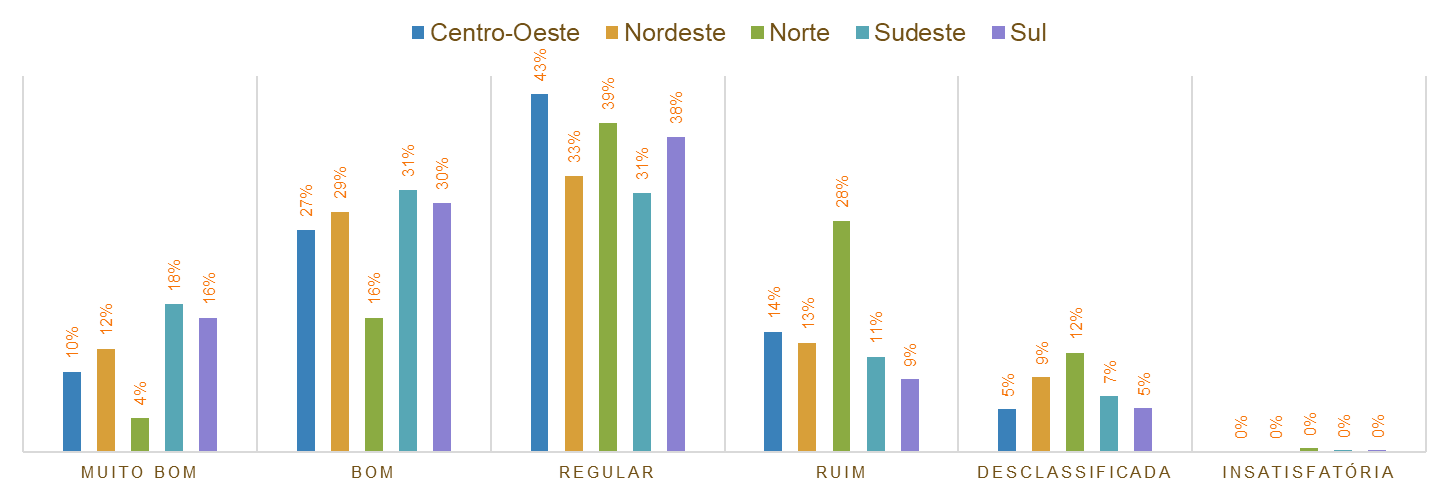 Centro-Oeste Nordeste Norte Sudeste Sul
10% 12% 4% 18% 16%
27% 29% 16% 31% 30%
43% 33% 39% 31% 38%
14% 13% 28% 11% 9%
5% 9% 12% 7% 5%
0% 0% 0% 0% 0%
MUITO BOM BOM REGULAR RUIM DESCLASSIFICADA INSATISFATÓRIA